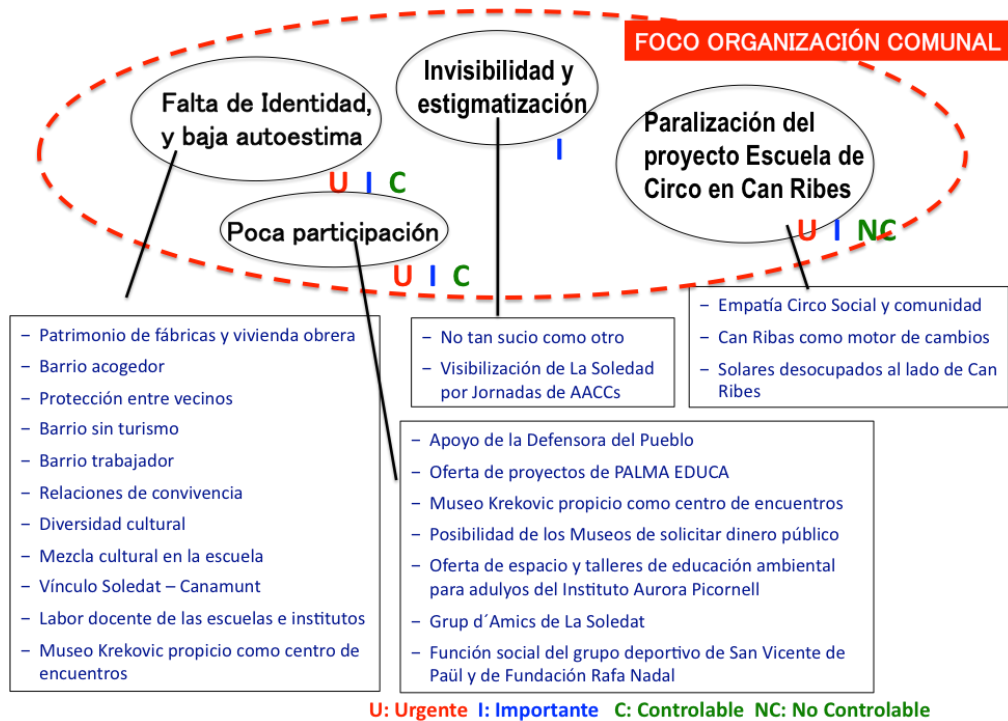 FOCO ORGANIZACIÓN COMUNAL
Falta de Identidad,
y baja autoestima
U I C
Invisibilidad y
estigmatización
I
Paralización del
proyecto Escuela de
Circo en Can Ribes
U I NC
Poca participación
U I C
– Patrimonio de fábricas y vivienda obrera
– Barrio acogedor
– Protección entre vecinos
– Barrio sin turismo
– Barrio trabajador
– Relaciones de convivencia
– Diversidad cultural
– Mezcla cultural en la escuela
– Vínculo Soledat – Canamunt
– Labor docente de las escuelas e institutos
– Museo Krekovic propicio como centro de
encuentros
– No tan sucio como otro
– Visibilización de La Soledad
por Jornadas de AACCs
– Empatía Circo Social y comunidad
– Can Ribas como motor de cambios
– Solares desocupados al lado de Can
Ribes
– Apoyo de la Defensora del Pueblo
– Oferta de proyectos de PALMA EDUCA
– Museo Krekovic propicio como centro de encuentros
– Posibilidad de los Museos de solicitar dinero público
– Oferta de espacio y talleres de educación ambiental
para adulyos del Instituto Aurora Picornell
– Grup d´Amics de La Soledat
– Función social del grupo deportivo de San Vicente de
Paül y de Fundación Rafa Nadal
U: Urgente I: Importante C: Controlable NC: No Controlable